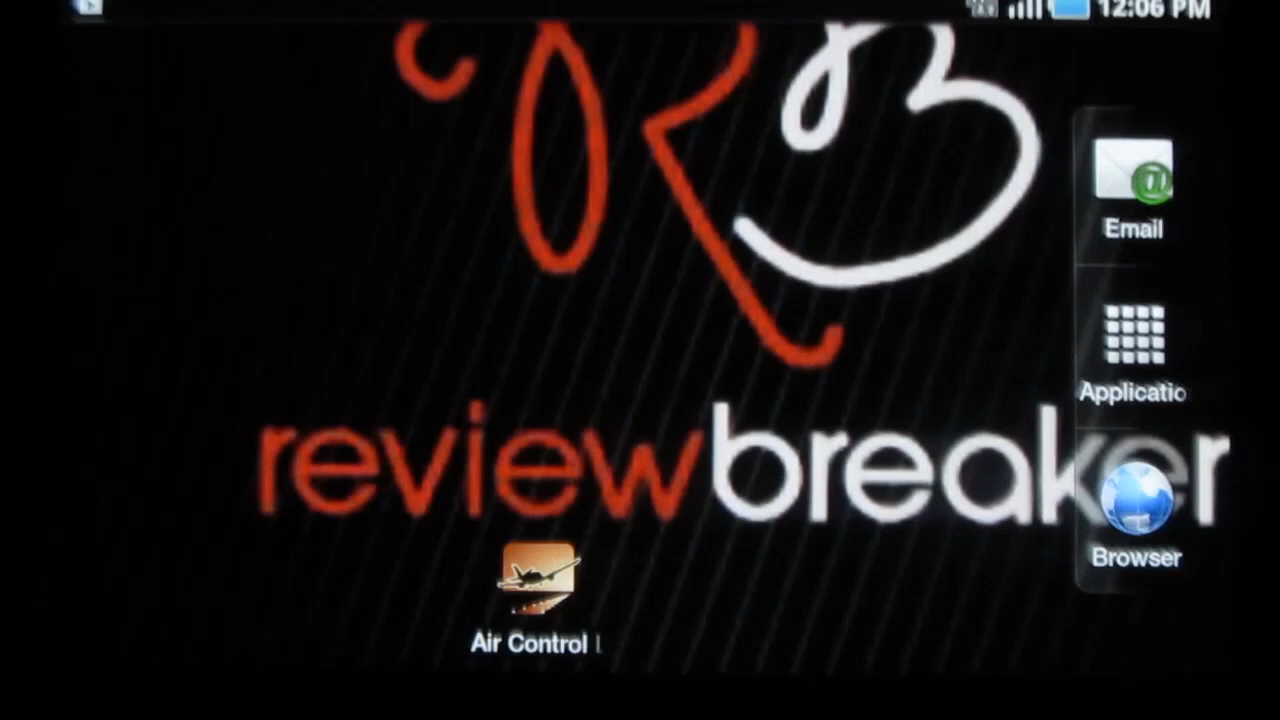 12:06 PM
Email
Applicatio
reviewbreaker
Browser
Air Control